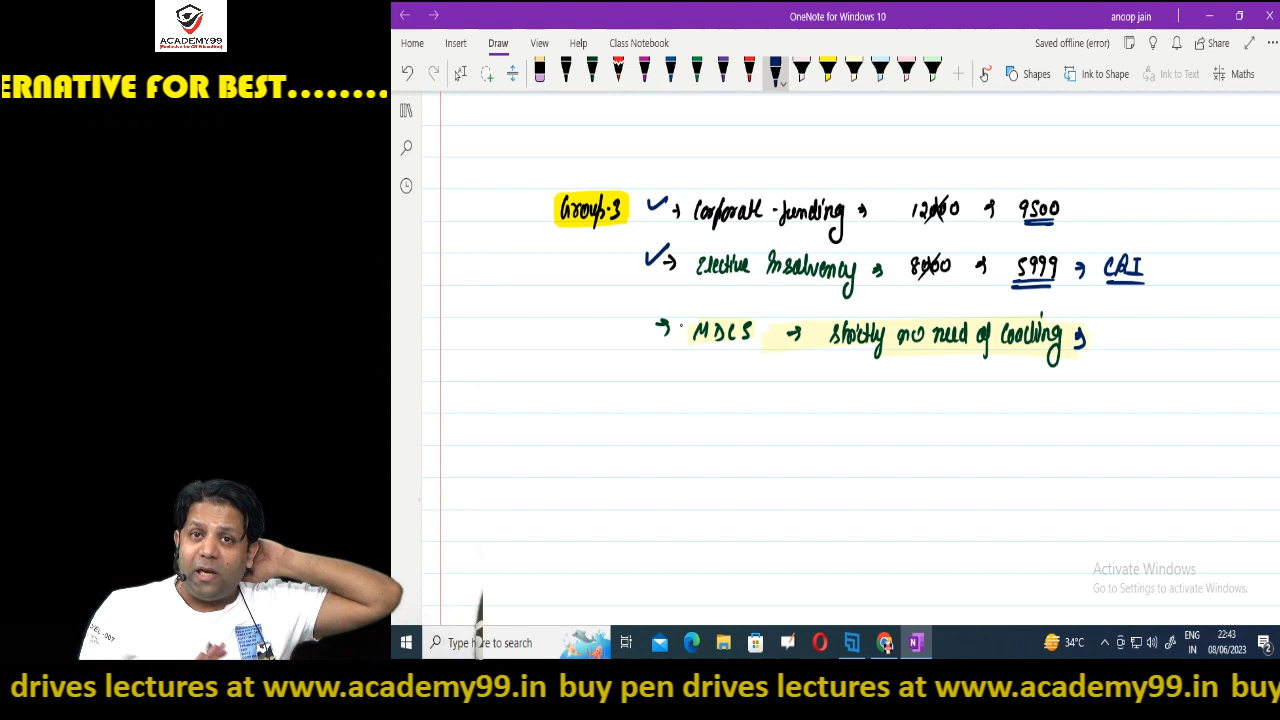 ACADEMY99
ERNATIVE FOR BEST........
OneNote for Windows 10
anoop jain
Home Insert Draw View Help Class Notebook
Saved offline (error) Share
Shapes Ink to Shape Ink to Text Maths
Group-3 → Corporate funding → 12000 → 9500
→ Elective Insolvency → 8000 → 5999 → CAI
→ MDCS → Strictly no need of coaching →
Activate Windows
Go to Settings to activate Windows.
Type here to search
34°C ENG IN 22:43 08/06/2023 2
drives lectures at www.academy99.in buy pen drives lectures at www.academy99.in buy